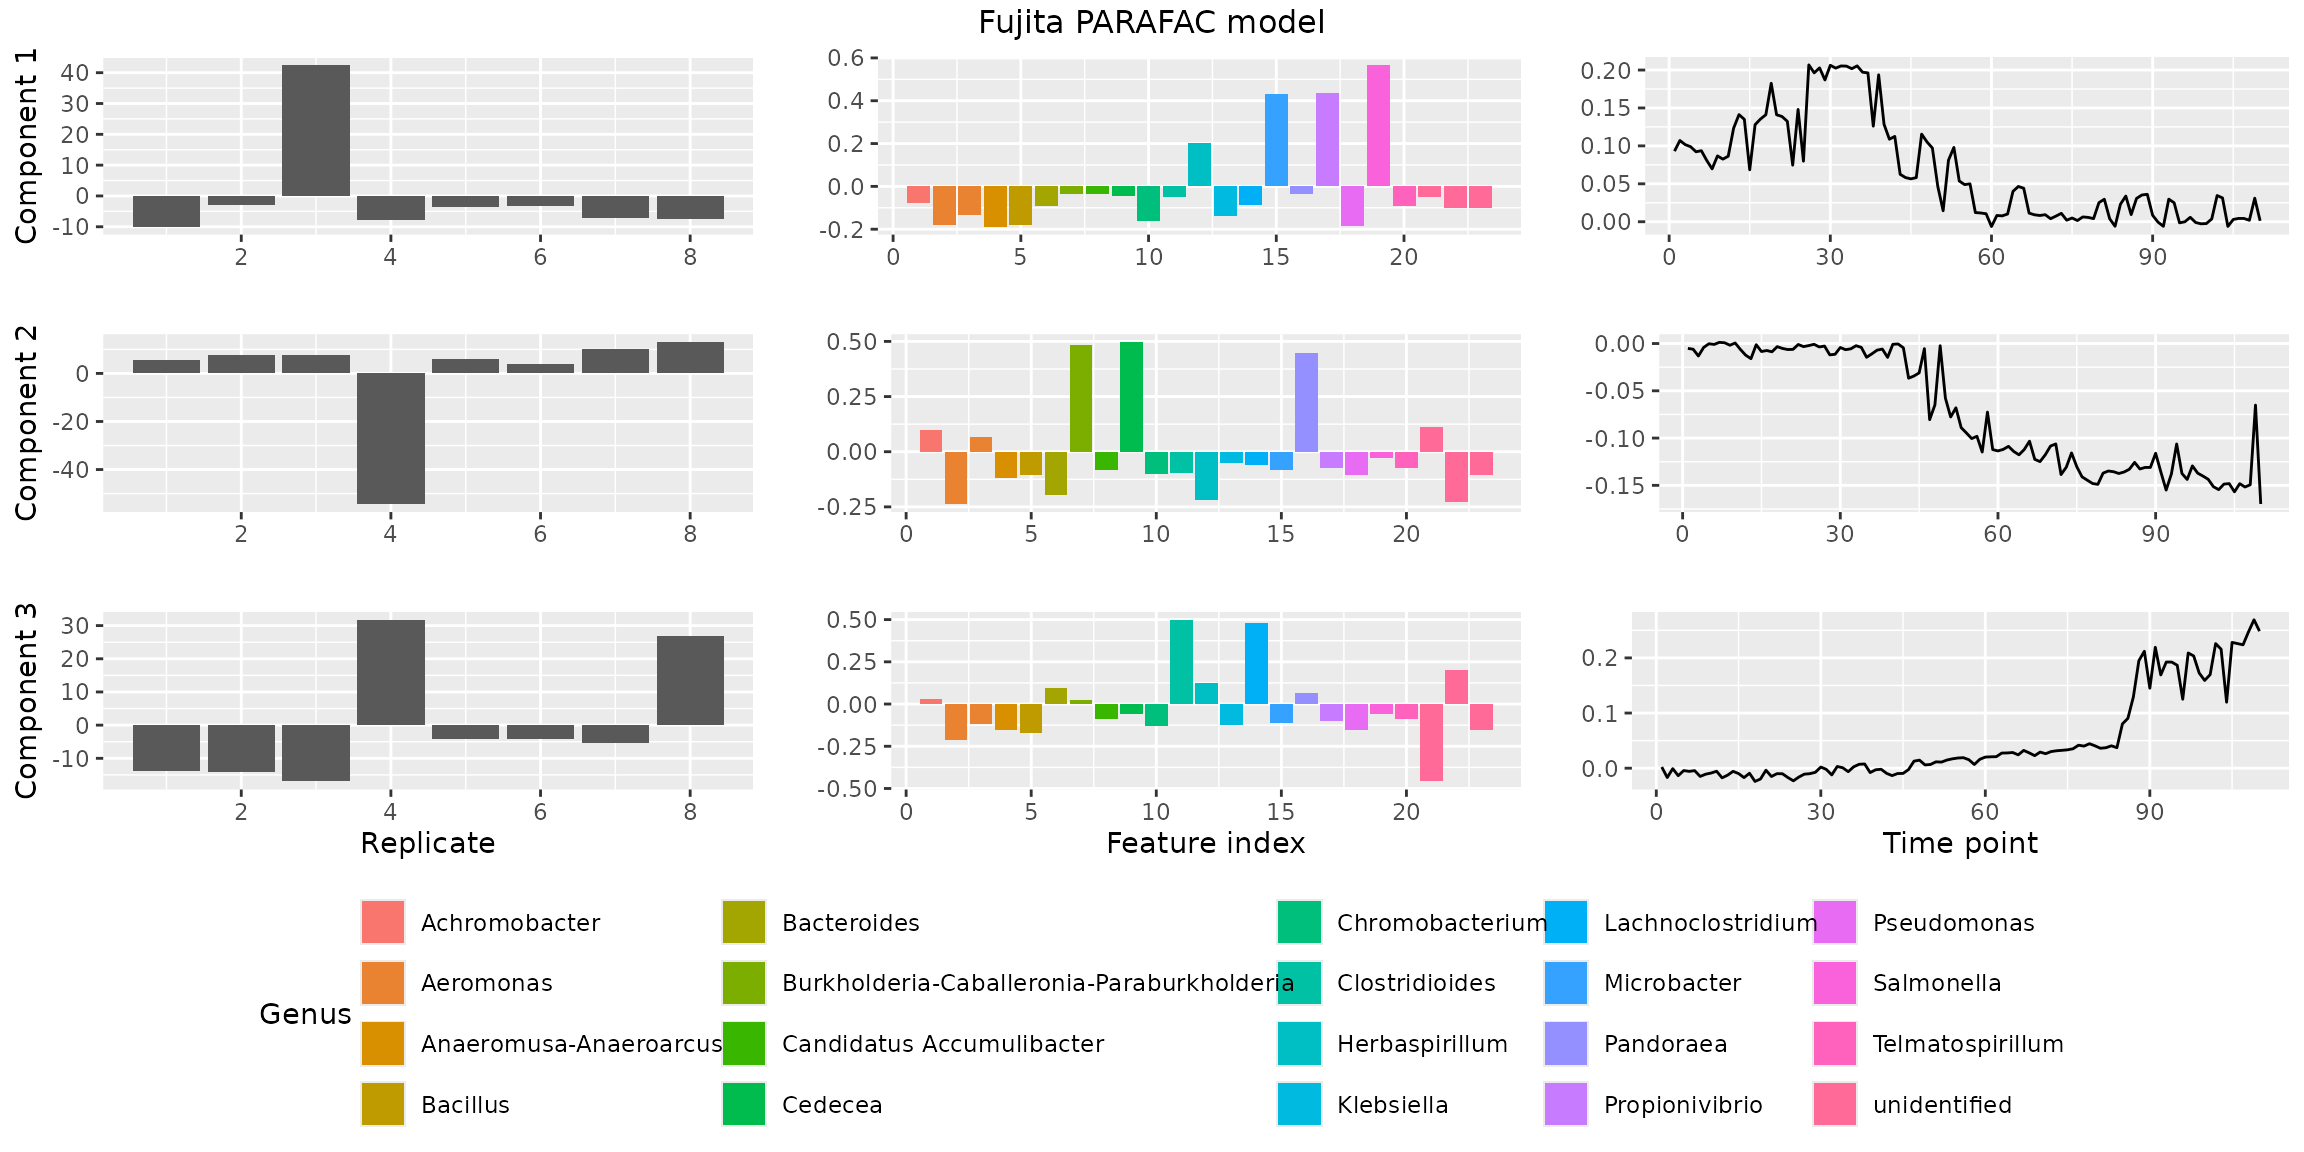 Fujita PARAFAC model
Component 1
40
30
20
10
0
-10
2 4 6 8
0.6
0.4
0.2
0.0
-0.2
0 5 10 15 20
0.20
0.15
0.10
0.05
0.00
0 30 60 90
Component 2
0
-20
-40
2 4 6 8
0.50
0.25
0.00
-0.25
0 5 10 15 20
0.00
-0.05
-0.10
-0.15
0 30 60 90
Component 3
30
20
10
0
-10
2 4 6 8
Replicate
0.50
0.25
0.00
-0.25
-0.50
0 5 10 15 20
Feature index
0.2
0.1
0.0
0 30 60 90
Time point
Genus
Achromobacter
Aeromonas
Anaeromusa-Anaeroarcus
Bacillus
Bacteroides
Burkholderia-Caballeronia-Paraburkholderia
Candidatus Accumulibacter
Cedecea
Chromobacterium
Clostridioides
Herbaspirillum
Klebsiella
Lachnoclostridium
Microbacter
Pandoraea
Propionivibrio
Pseudomonas
Salmonella
Telmatospirillum
unidentified